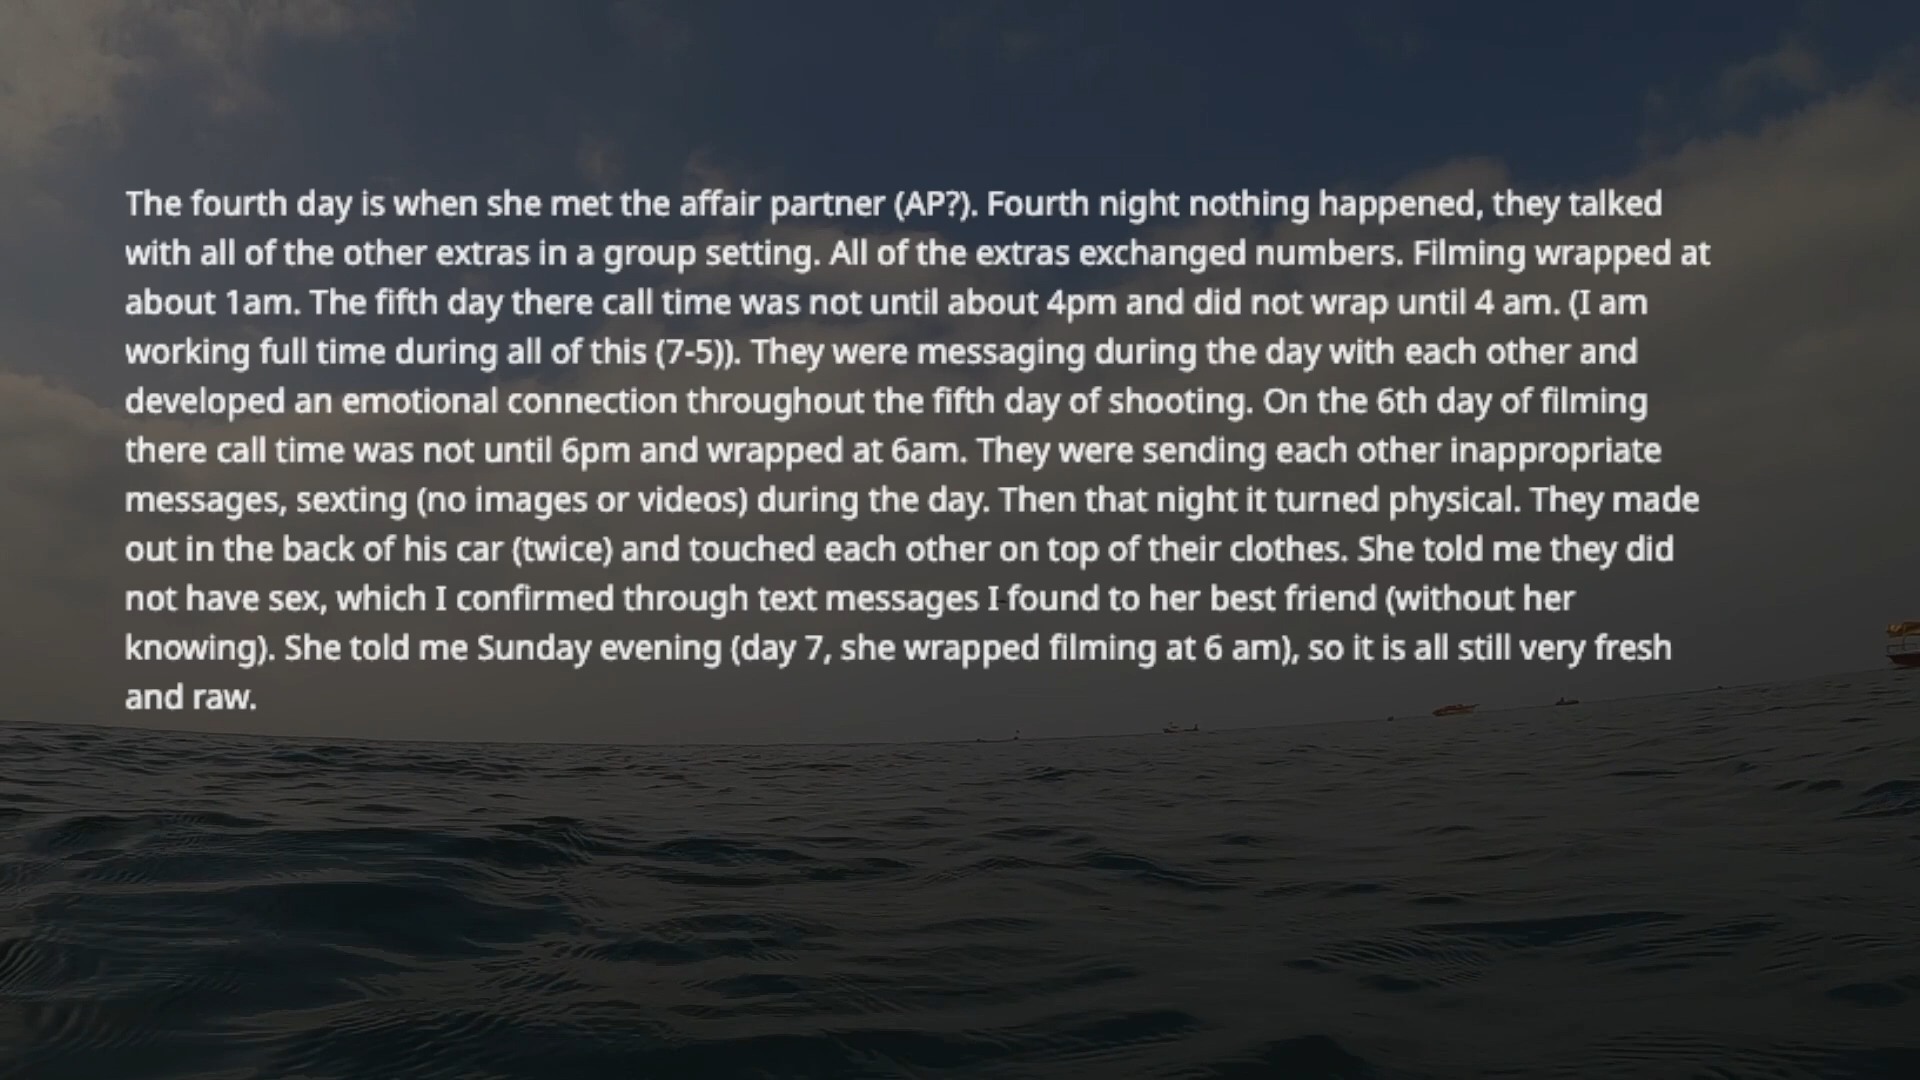 The fourth day is when she met the affair partner (AP?). Fourth night nothing happened, they talked
with all of the other extras in a group setting. All of the extras exchanged numbers. Filming wrapped at
about 1am. The fifth day there call time was not until about 4pm and did not wrap until 4 am. (I am
working full time during all of this (7-5)). They were messaging during the day with each other and
developed an emotional connection throughout the fifth day of shooting. On the 6th day of filming
there call time was not until 6pm and wrapped at 6am. They were sending each other inappropriate
messages, sexting (no images or videos) during the day. Then that night it turned physical. They made
out in the back of his car (twice) and touched each other on top of their clothes. She told me they did
not have sex, which I confirmed through text messages I found to her best friend (without her
knowing). She told me Sunday evening (day 7, she wrapped filming at 6 am), so it is all still very fresh
and raw.